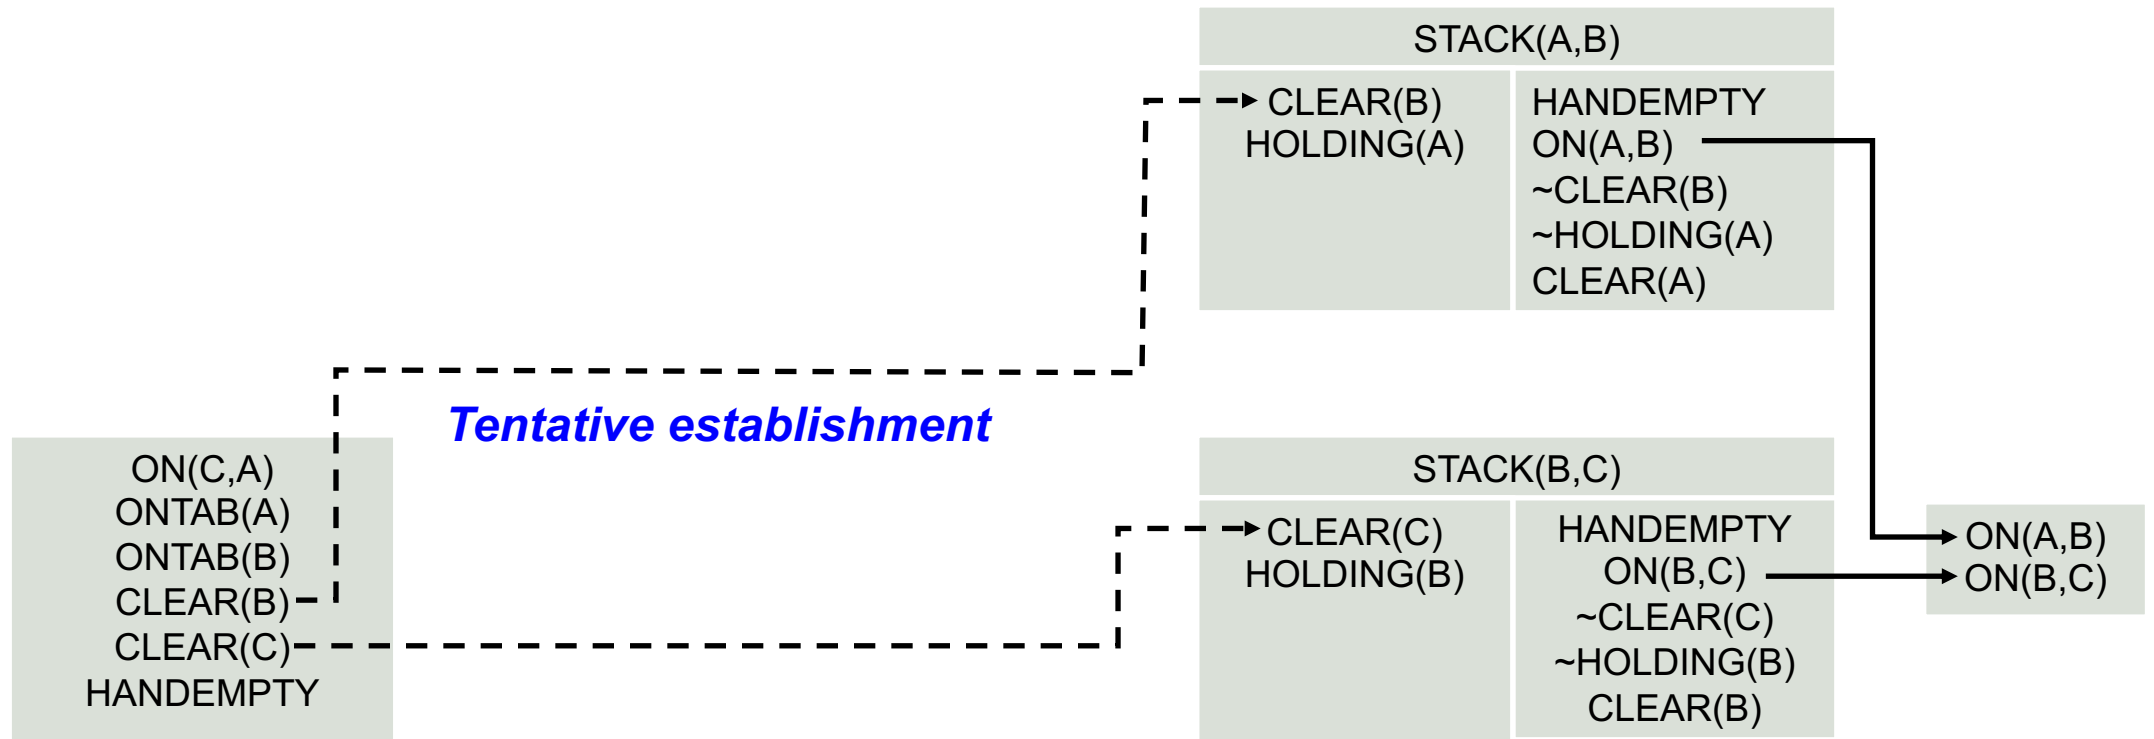 STACK(A,B)
CLEAR(B)
HOLDING(A)
HANDEMPTY
ON(A,B)
~CLEAR(B)
~HOLDING(A)
CLEAR(A)
Tentative establishment
ON(C,A)
ONTAB(A)
ONTAB(B)
CLEAR(B)
CLEAR(C)
HANDEMPTY
STACK(B,C)
CLEAR(C)
HOLDING(B)
HANDEMPTY
ON(B,C)
~CLEAR(C)
~HOLDING(B)
CLEAR(B)
ON(A,B)
ON(B,C)